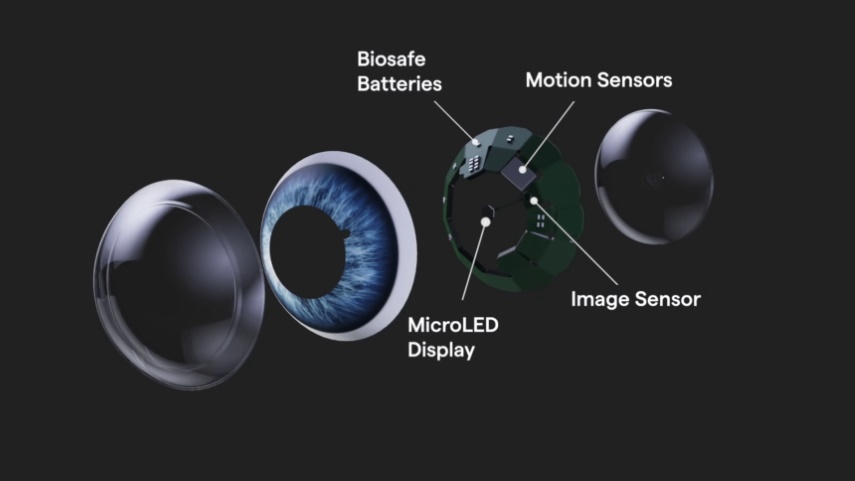 Biosafe
Batteries
Motion Sensors
Image Sensor
MicroLED
Display